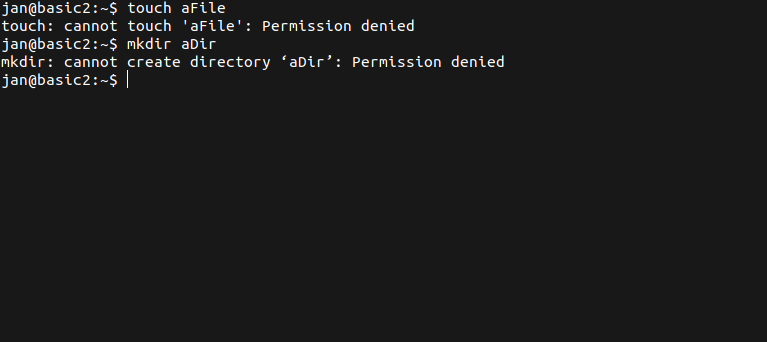 jan@basic2:~$ touch aFile
touch: cannot touch 'aFile': Permission denied
jan@basic2:~$ mkdir aDir
mkdir: cannot create directory ‘aDir’: Permission denied
jan@basic2:~$